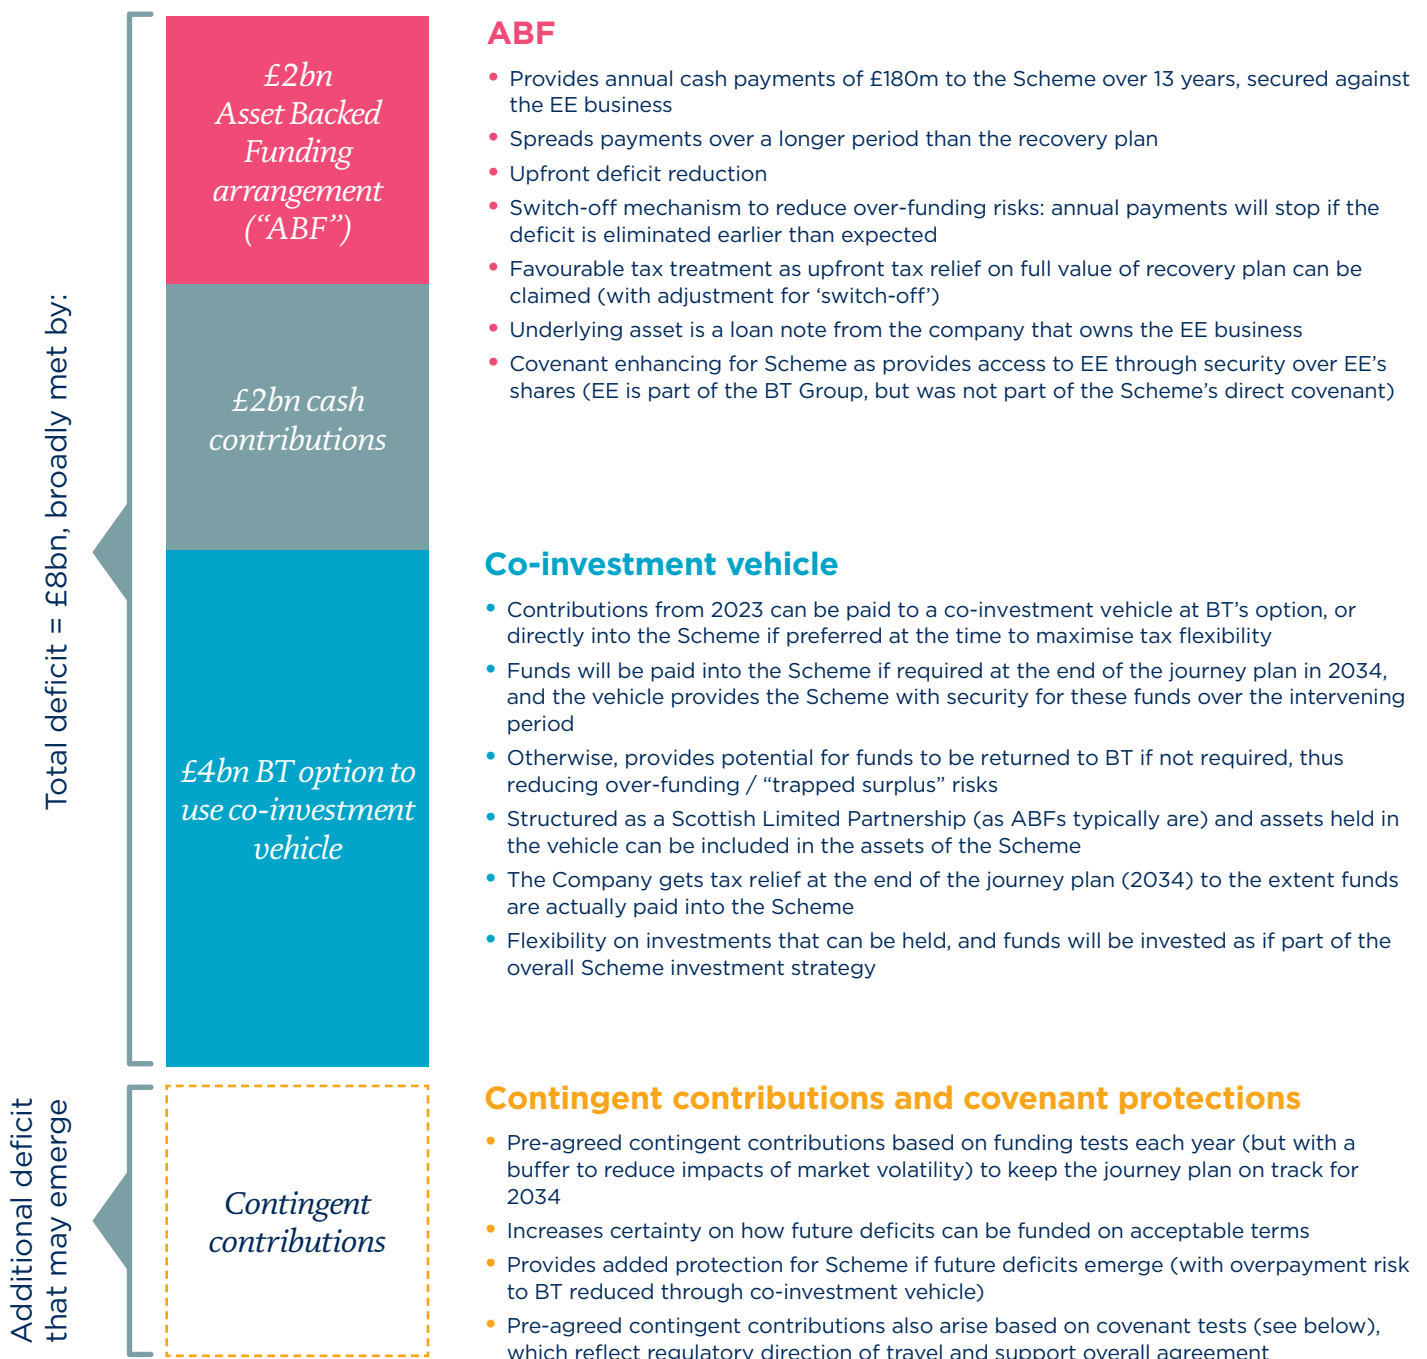 Total deficit = £8bn, broadly met by:
£2bn
Asset Backed
Funding
arrangement
(“ABF”)
£2bn cash
contributions
£4bn BT option to
use co-investment
vehicle
ABF
• Provides annual cash payments of £180m to the Scheme over 13 years, secured against
the EE business
• Spreads payments over a longer period than the recovery plan
• Upfront deficit reduction
• Switch-off mechanism to reduce over-funding risks: annual payments will stop if the
deficit is eliminated earlier than expected
• Favourable tax treatment as upfront tax relief on full value of recovery plan can be
claimed (with adjustment for ‘switch-off’)
• Underlying asset is a loan note from the company that owns the EE business
• Covenant enhancing for Scheme as provides access to EE through security over EE’s
shares (EE is part of the BT Group, but was not part of the Scheme’s direct covenant)
Co-investment vehicle
• Contributions from 2023 can be paid to a co-investment vehicle at BT’s option, or
directly into the Scheme if preferred at the time to maximise tax flexibility
• Funds will be paid into the Scheme if required at the end of the journey plan in 2034,
and the vehicle provides the Scheme with security for these funds over the intervening
period
• Otherwise, provides potential for funds to be returned to BT if not required, thus
reducing over-funding / “trapped surplus” risks
• Structured as a Scottish Limited Partnership (as ABFs typically are) and assets held in
the vehicle can be included in the assets of the Scheme
• The Company gets tax relief at the end of the journey plan (2034) to the extent funds
are actually paid into the Scheme
• Flexibility on investments that can be held, and funds will be invested as if part of the
overall Scheme investment strategy
Additional deficit
that may emerge
Contingent
contributions
Contingent contributions and covenant protections
• Pre-agreed contingent contributions based on funding tests each year (but with a
buffer to reduce impacts of market volatility) to keep the journey plan on track for
2034
• Increases certainty on how future deficits can be funded on acceptable terms
• Provides added protection for Scheme if future deficits emerge (with overpayment risk
to BT reduced through co-investment vehicle)
• Pre-agreed contingent contributions also arise based on covenant tests (see below),
which reflect regulatory direction of travel and support overall agreement